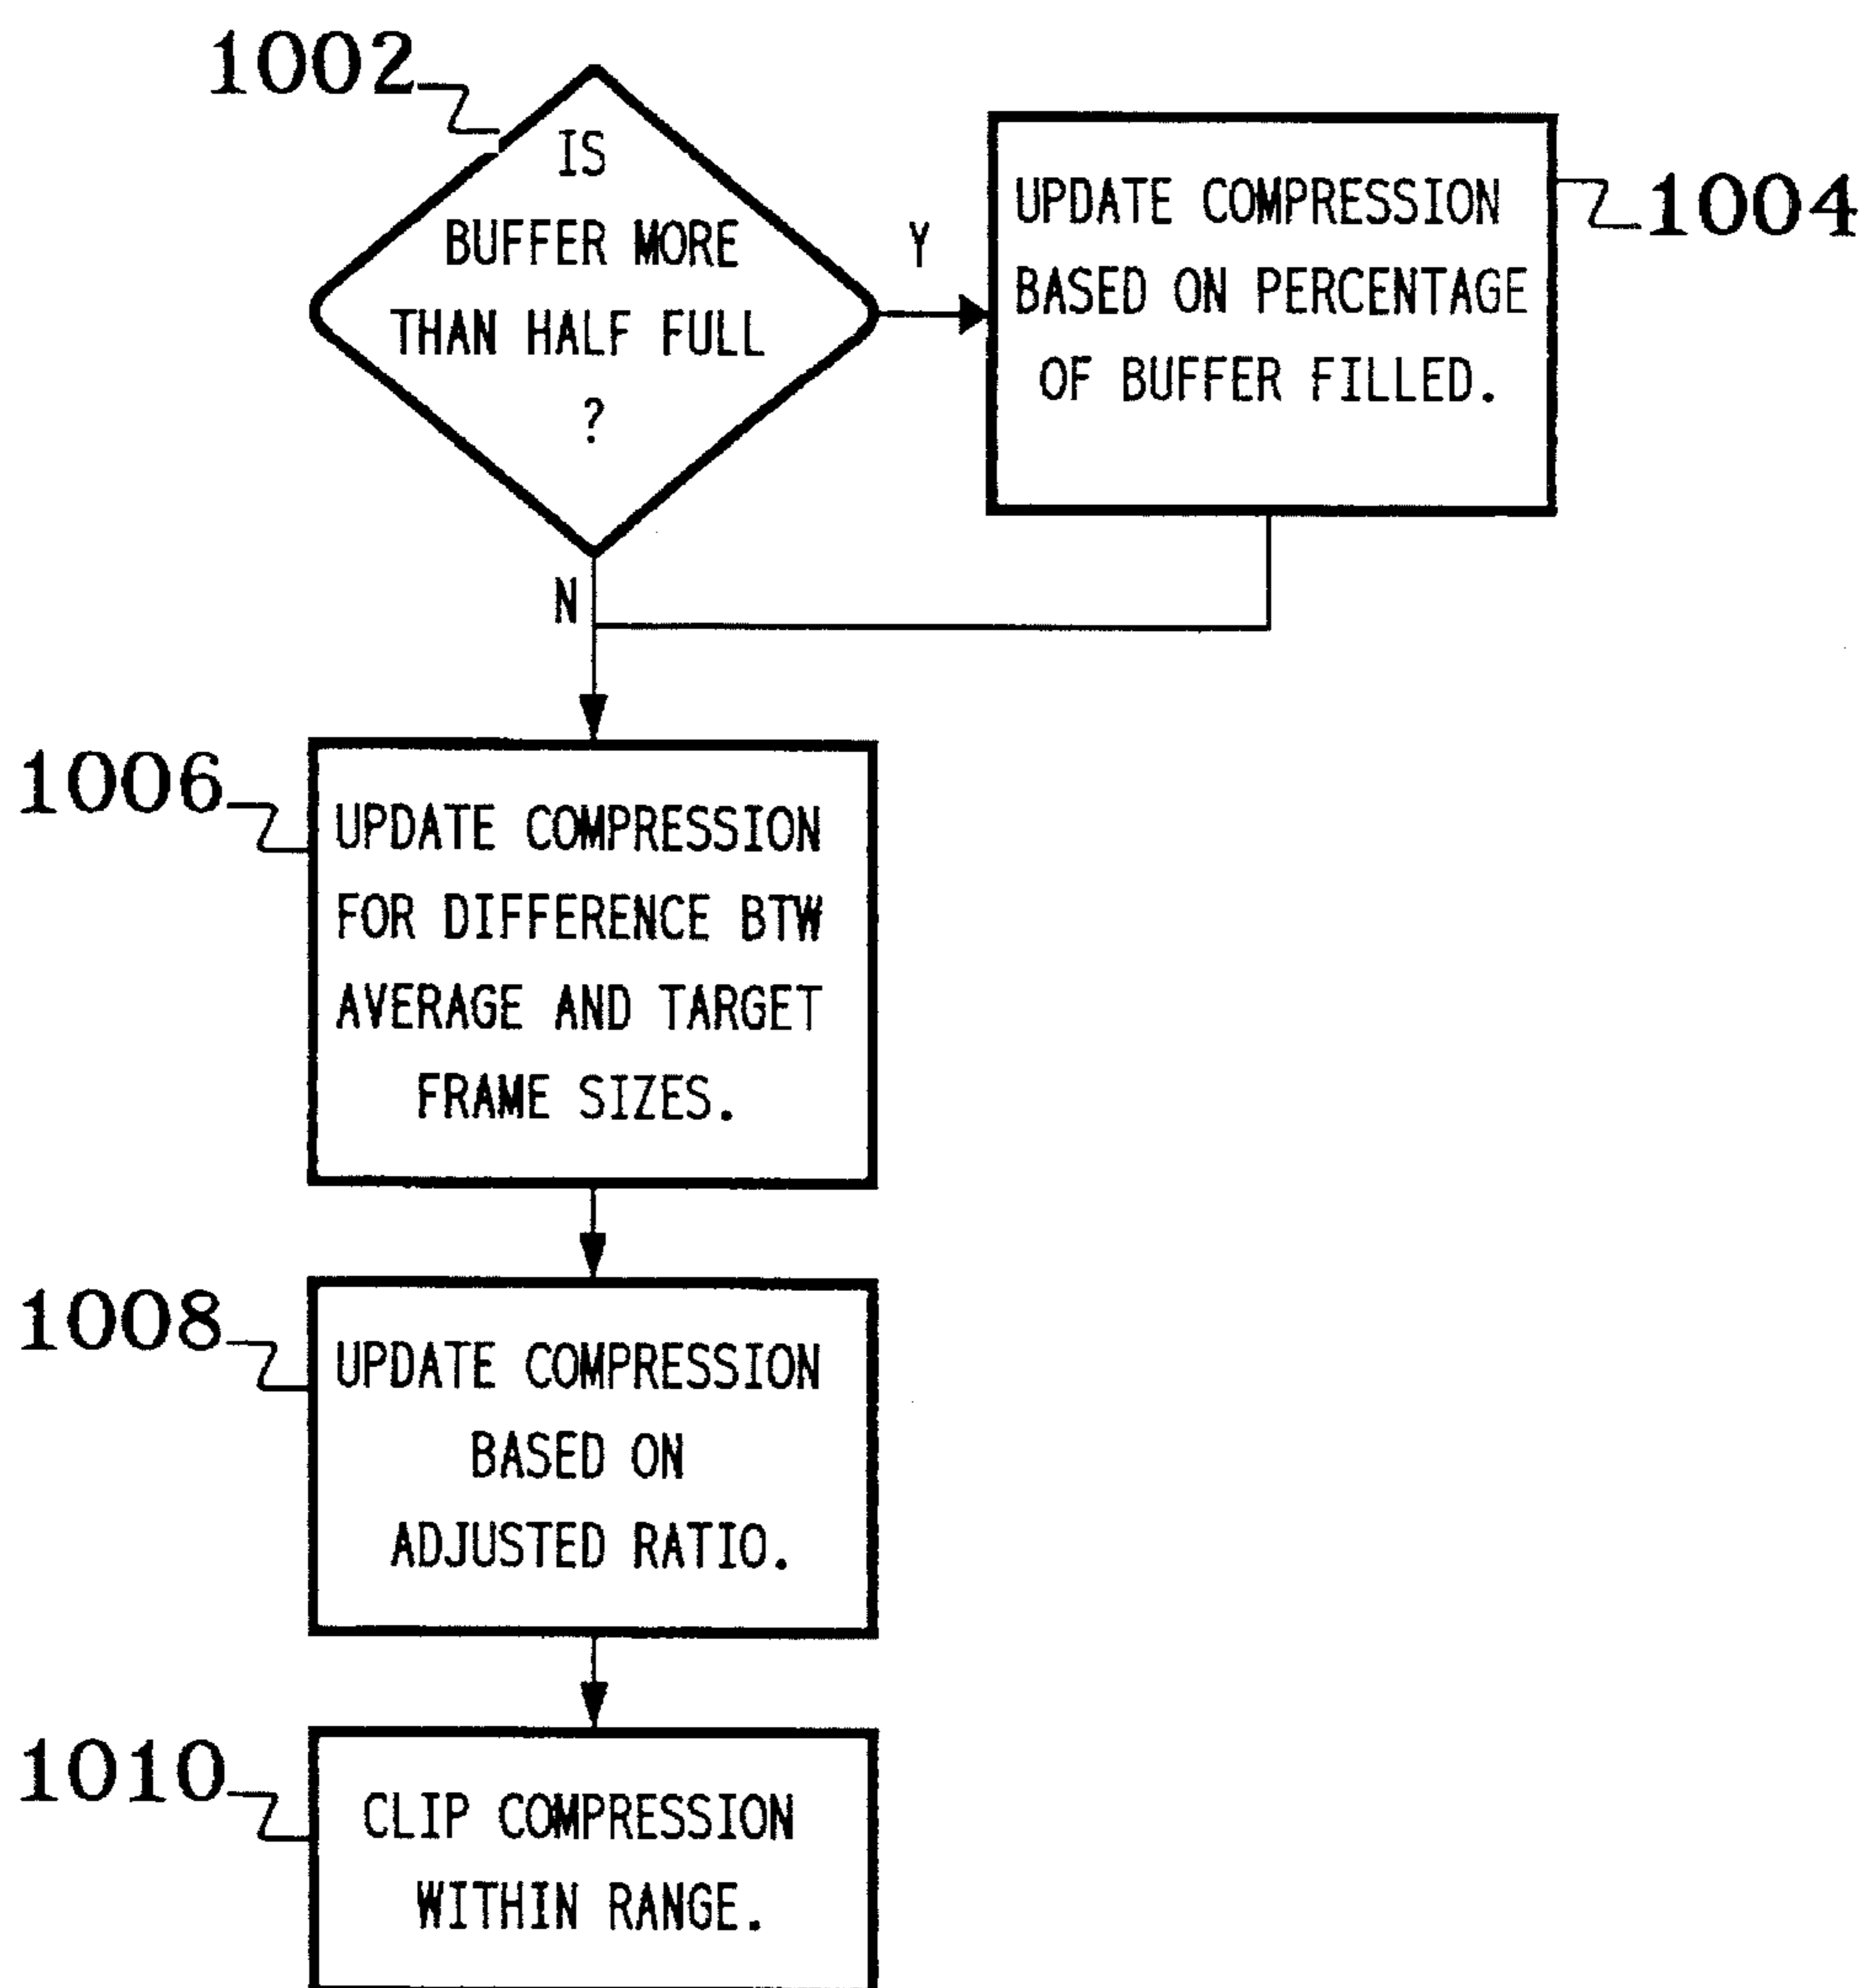 1002
IS
BUFFER MORE
THAN HALF FULL
?
Y
UPDATE COMPRESSION
BASED ON PERCENTAGE
OF BUFFER FILLED.
1004
N
1006
UPDATE COMPRESSION
FOR DIFFERENCE BTW
AVERAGE AND TARGET
FRAME SIZES.
1008
UPDATE COMPRESSION
BASED ON
ADJUSTED RATIO.
1010
CLIP COMPRESSION
WITHIN RANGE.